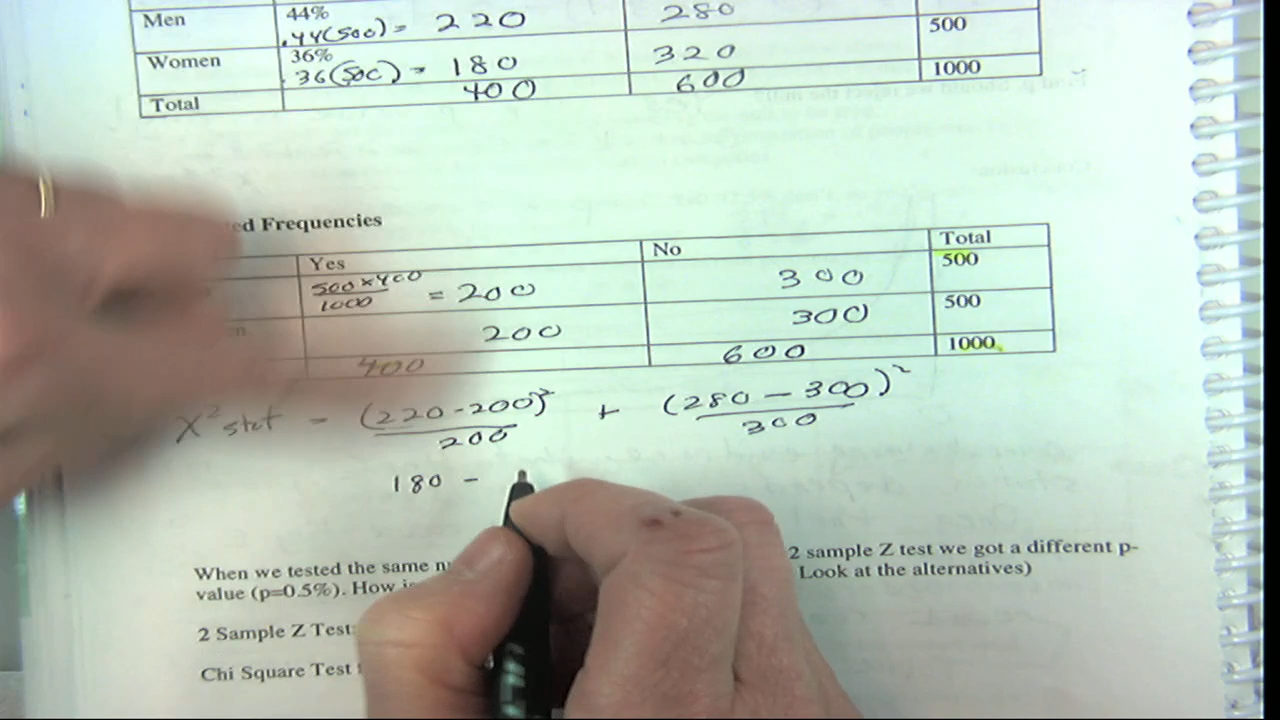 Men 44% 280 500
.44(500) = 220
Women 36% 320
.36(500) = 180
Total 400 600 1000
Frequencies
Yes No Total
500 x 400 / 1000 = 200 300 500
200 300 500
400 600 1000
X² stat = (220 - 200)² / 200 + (280 - 300)² / 300
180 -
When we tested the same 2 sample Z test we got a different p-
value (p=0.5%). How Look at the alternatives)
2 Sample Z Test:
Chi Square Test